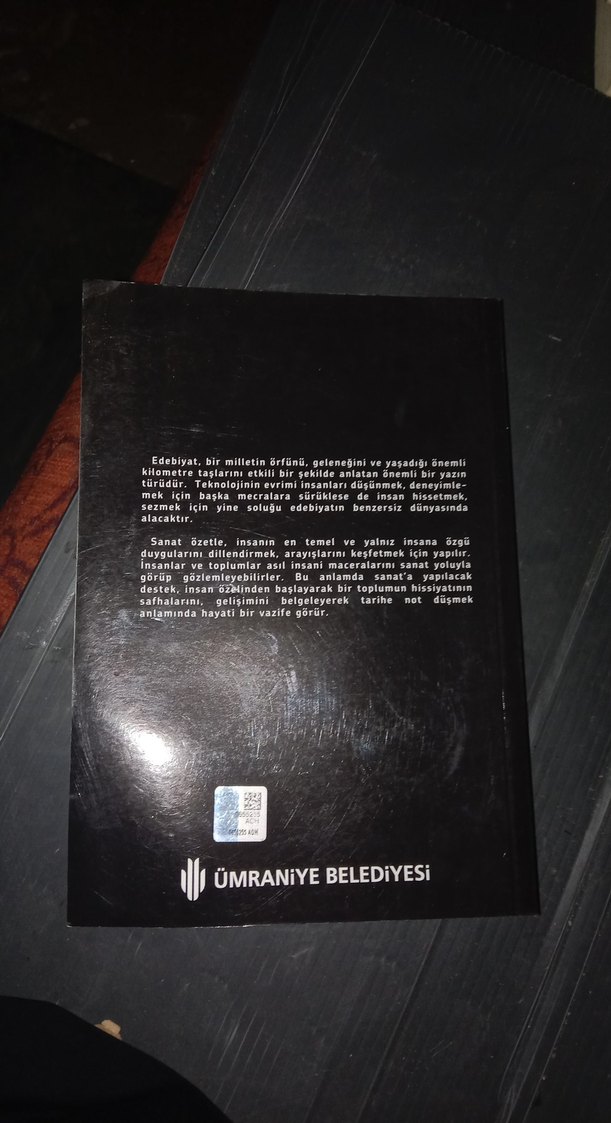 Edebiyat, bir milletin örfünü, geleneğini ve yaşadığı önemli
kilometre taşlarını etkili bir şekilde anlatan önemli bir yazın
türüdür. Teknolojinin evrimi insanları düşünmek, deneyimle-
mek için başka mecralara sürüklese de insan hissetmek,
sezmek için yine soluğu edebiyatın benzersiz dünyasında
alacaktır.
Sanat özetle, insanın en temel ve yalnız insana özgü
duygularını dillendirmek, arayışlarını keşfetmek için yapılır.
İnsanlar ve toplumlar asıl insani maceralarını sanat yoluyla
görüp gözlemleyebilirler. Bu anlamda sanat'a yapılacak
destek, insan özelinden başlayarak bir toplumun hissiyatının
safhalarını, gelişimini belgeleyerek tarihe not düşmek
anlamında hayati bir vazife görür.
ÜMRANiYE BELEDiYESi